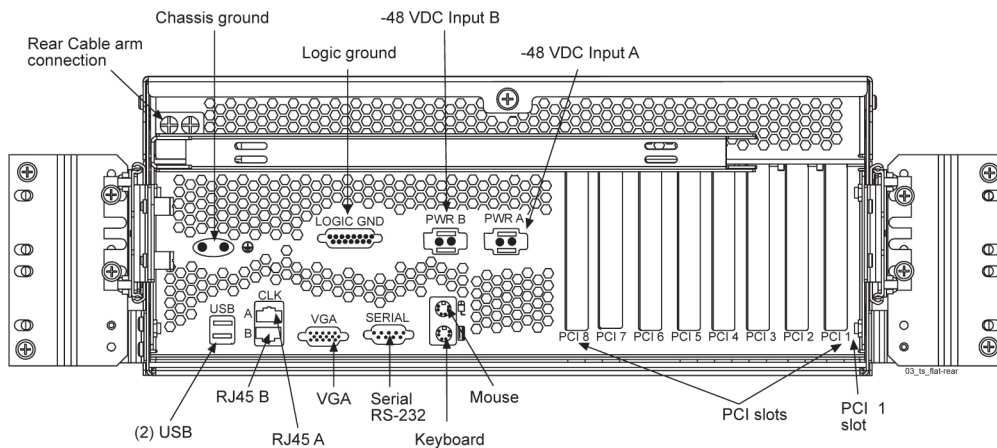 Chassis ground
-48 VDC Input B
Rear Cable arm
connection
Logic ground
-48 VDC Input A
LOGIC GND
PWR B
PWR A
USB
CLK
A
B
VGA
SERIAL
PCI 8
PCI 7
PCI 6
PCI 5
PCI 4
PCI 3
PCI 2
PCI 1
03_ts_flat-rear
RJ45 B
VGA
Serial
RS-232
Mouse
PCI slots
PCI 1
slot
(2) USB
RJ45 A
Keyboard